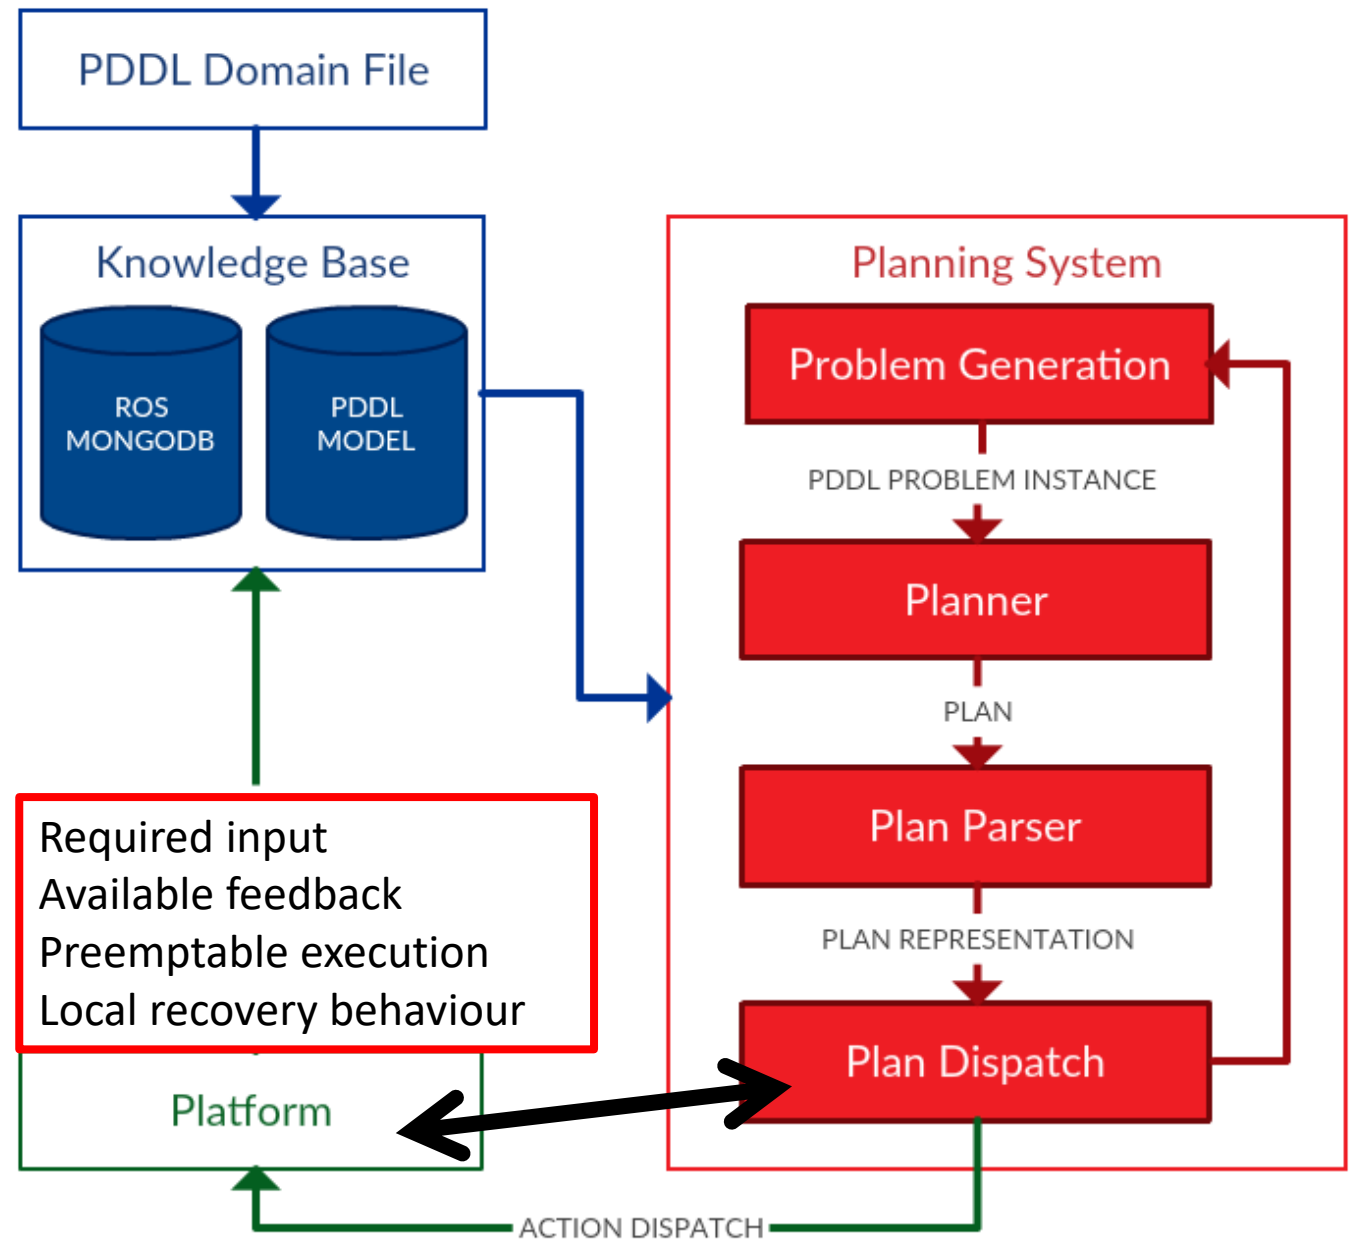 PDDL Domain File
Knowledge Base
ROS
MONGODB
PDDL
MODEL
Required input
Available feedback
Preemptable execution
Local recovery behaviour
Platform
Planning System
Problem Generation
PDDL PROBLEM INSTANCE
Planner
PLAN
Plan Parser
PLAN REPRESENTATION
Plan Dispatch
ACTION DISPATCH